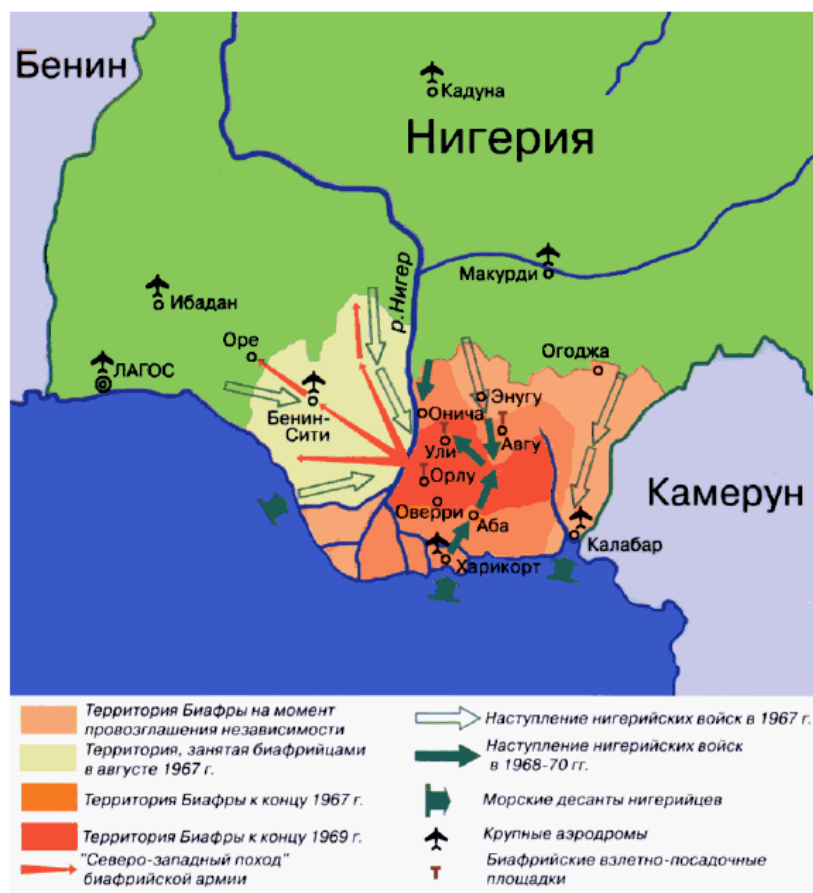 Бенин
Кадуна
Нигерия
р.Нигер
Макурди
Ибадан
Оре
Огоджа
ЛАГОС
Бенин-
Сити
Энугу
Онича
Авгу
Ули
Орлу
Оверри
Аба
Камерун
Калабар
Харикорт
Территория Биафры на момент
провозглашения независимости
Территория, занятая биафрийцами
в августе 1967 г.
Территория Биафры к концу 1967 г.
Территория Биафры к концу 1969 г.
"Северо-западный поход"
биафрийской армии
Наступление нигерийских войск в 1967 г.
Наступление нигерийских войск
в 1968-70 гг.
Морские десанты нигерийцев
Крупные аэродромы
Биафрийские взлетно-посадочные
площадки